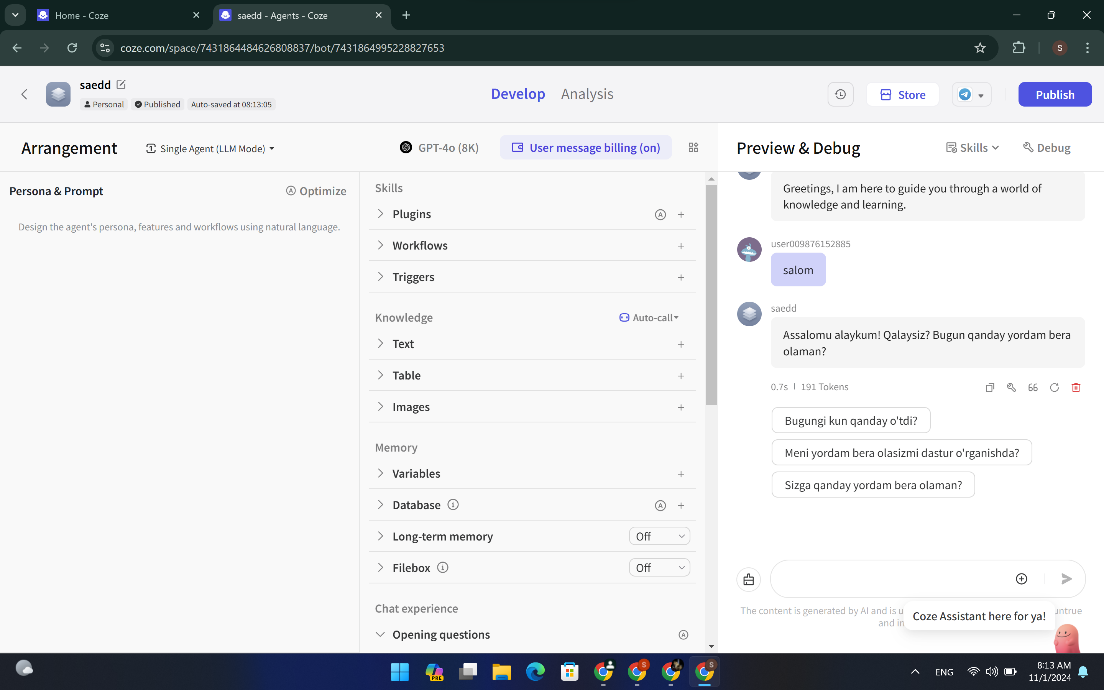 Home - Coze
saedd - Agents - Coze
coze.com/space/7431864484626808837/bot/7431864995228827653
S
saedd
Personal
Published
Auto-saved at 08:13:05
Develop
Analysis
Store
Publish
Arrangement
Single Agent (LLM Mode)
GPT-4o (8K)
User message billing (on)
Preview & Debug
Skills
Debug
Persona & Prompt
Optimize
Design the agent's persona, features and workflows using natural language.
Skills
Plugins
Workflows
Triggers
Knowledge
Auto-call
Text
Table
Images
Memory
Variables
Database
Long-term memory
Off
Filebox
Off
Chat experience
Opening questions
Greetings, I am here to guide you through a world of
knowledge and learning.
user009876152885
salom
saedd
Assalomu alaykum! Qalaysiz? Bugun qanday yordam bera
olaman?
0.7s | 191 Tokens
Bugungi kun qanday o'tdi?
Meni yordam bera olasizmi dastur o'rganishda?
Sizga qanday yordam bera olaman?
The content is generated by AI and is
untrue
and
Coze Assistant here for ya!
PRE
S
S
ENG
8:13 AM
11/1/2024